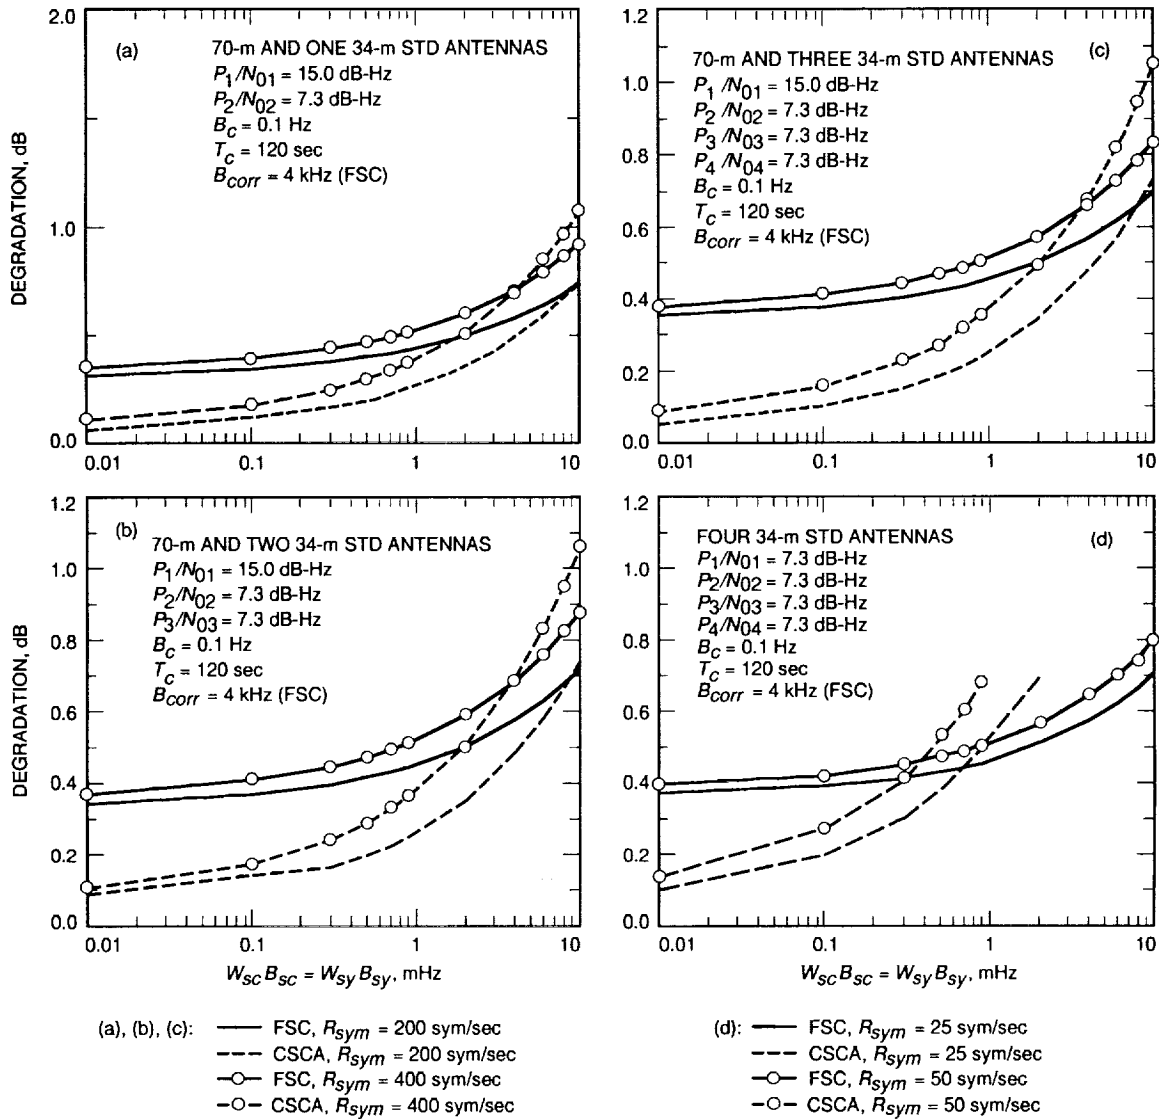 (a)
70-m AND ONE 34-m STD ANTENNAS
P1/N01 = 15.0 dB-Hz
P2/N02 = 7.3 dB-Hz
Bc = 0.1 Hz
Tc = 120 sec
Bcorr = 4 kHz (FSC)
DEGRADATION, dB
2.0
1.0
0.0
0.01 0.1 1 10
(c)
70-m AND THREE 34-m STD ANTENNAS
P1/N01 = 15.0 dB-Hz
P2/N02 = 7.3 dB-Hz
P3/N03 = 7.3 dB-Hz
P4/N04 = 7.3 dB-Hz
Bc = 0.1 Hz
Tc = 120 sec
Bcorr = 4 kHz (FSC)
1.2
1.0
0.8
0.6
0.4
0.2
0.0
0.01 0.1 1 10
(b)
70-m AND TWO 34-m STD ANTENNAS
P1/N01 = 15.0 dB-Hz
P2/N02 = 7.3 dB-Hz
P3/N03 = 7.3 dB-Hz
Bc = 0.1 Hz
Tc = 120 sec
Bcorr = 4 kHz (FSC)
DEGRADATION, dB
1.2
1.0
0.8
0.6
0.4
0.2
0.0
0.01 0.1 1 10
WscBsc = WsyBsy, mHz
(d)
FOUR 34-m STD ANTENNAS
P1/N01 = 7.3 dB-Hz
P2/N02 = 7.3 dB-Hz
P3/N03 = 7.3 dB-Hz
P4/N04 = 7.3 dB-Hz
Bc = 0.1 Hz
Tc = 120 sec
Bcorr = 4 kHz (FSC)
1.2
1.0
0.8
0.6
0.4
0.2
0.0
0.01 0.1 1 10
WscBsc = WsyBsy, mHz
(a), (b), (c):
FSC, Rsym = 200 sym/sec
CSCA, Rsym = 200 sym/sec
FSC, Rsym = 400 sym/sec
CSCA, Rsym = 400 sym/sec
(d):
FSC, Rsym = 25 sym/sec
CSCA, Rsym = 25 sym/sec
FSC, Rsym = 50 sym/sec
CSCA, Rsym = 50 sym/sec